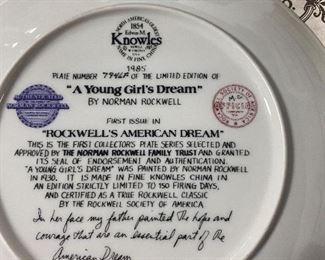 NORTH AMERICA'S OLDEST
1854
Edwin M.
Knowles
IN FINE CHINA
1985
PLATE NUMBER 7946A OF THE LIMITED EDITION OF
"A Young Girl's Dream"
BY NORMAN ROCKWELL
FIRST ISSUE IN
"ROCKWELL'S AMERICAN DREAM"
THIS IS THE FIRST COLLECTOR'S PLATE SERIES SELECTED AND
APPROVED BY THE NORMAN ROCKWELL FAMILY TRUST AND GRANTED
ITS SEAL OF ENDORSEMENT AND AUTHENTICATION.
"A YOUNG GIRL'S DREAM" WAS PAINTED BY NORMAN ROCKWELL
IN 1930. IT IS MADE IN FINE KNOWLES CHINA IN
AN EDITION STRICTLY LIMITED TO 150 FIRING DAYS,
AND CERTIFIED AS A TRUE ROCKWELL CLASSIC
BY THE ROCKWELL SOCIETY OF AMERICA.
In her face my father painted the hope and
courage that are an essential part of the
American Dream